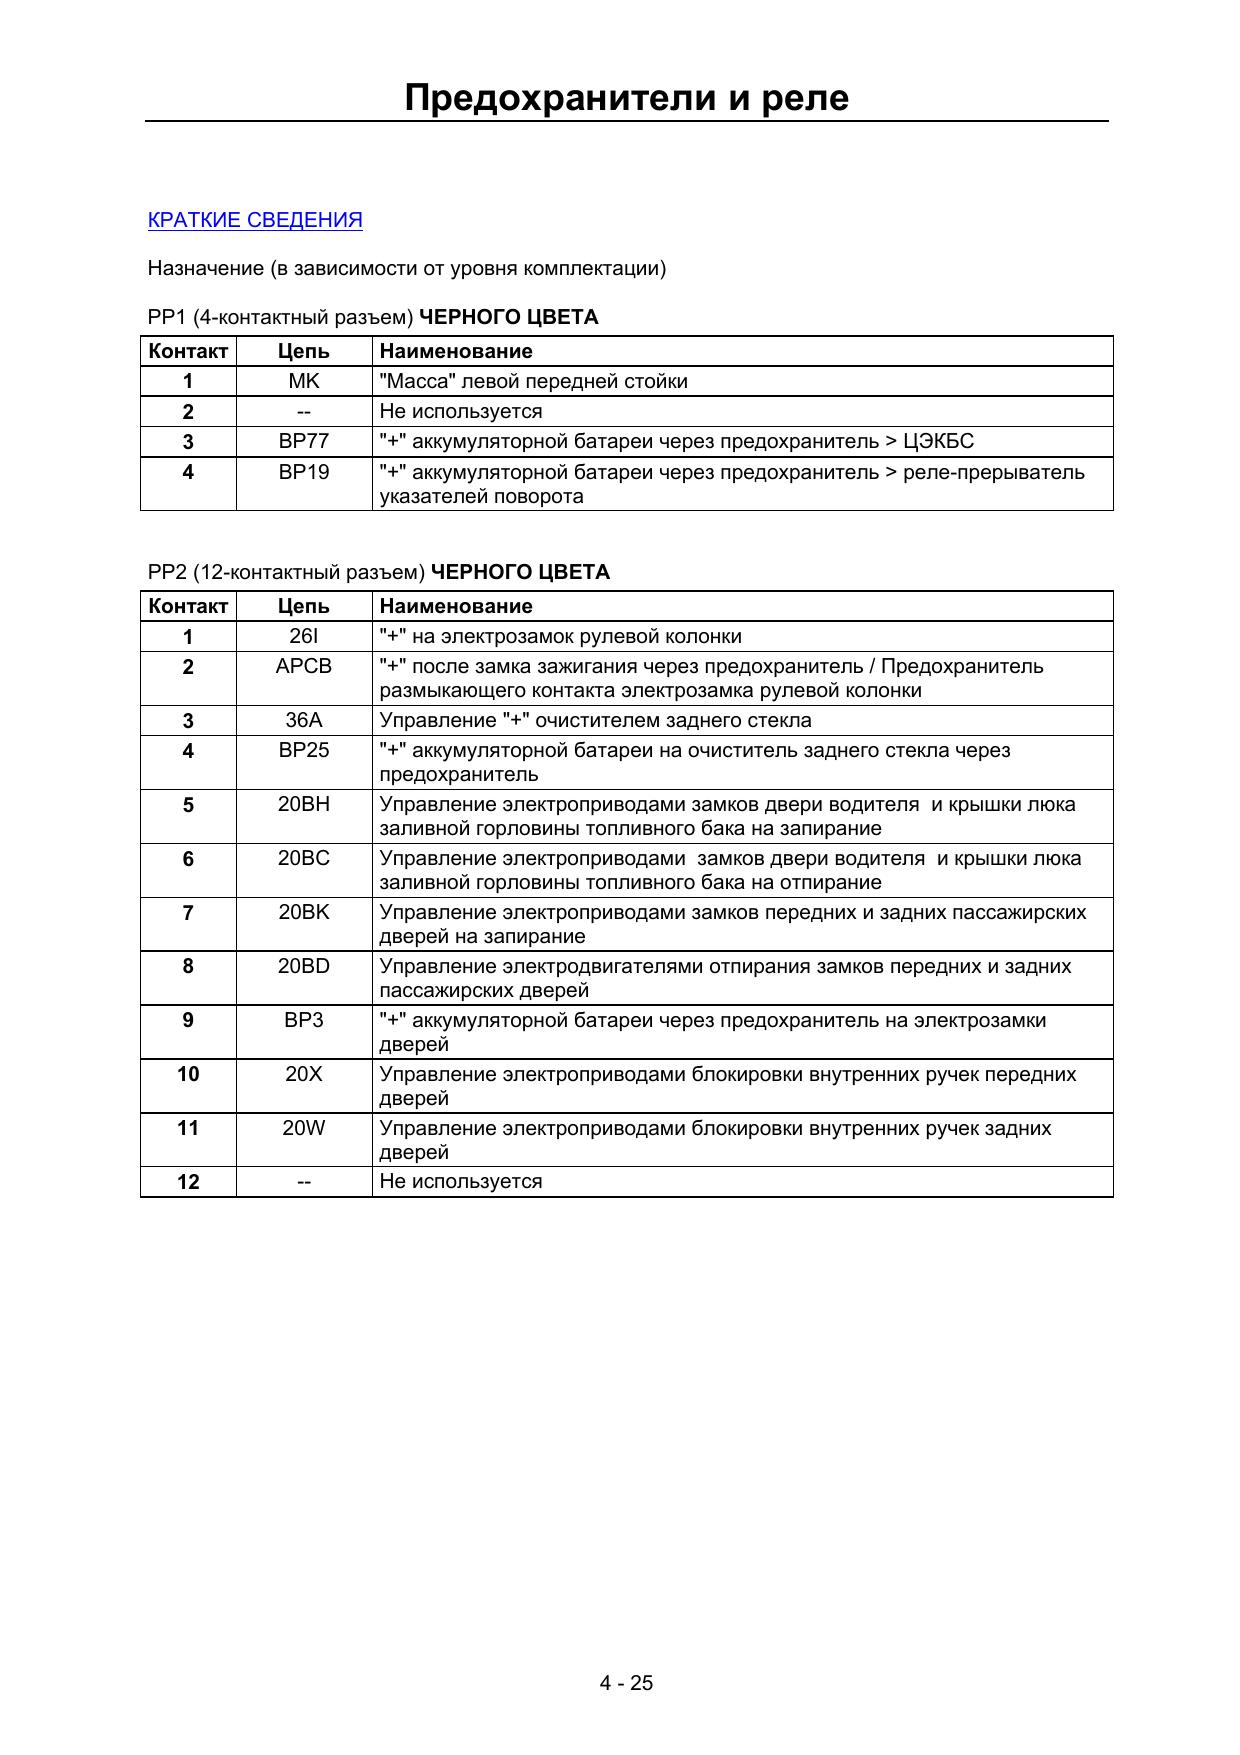 Предохранители и реле
КРАТКИЕ СВЕДЕНИЯ
Назначение (в зависимости от уровня комплектации)
PP1 (4-контактный разъем) ЧЕРНОГО ЦВЕТА
Контакт Цепь Наименование
1 MK "Масса" левой передней стойки
2 -- Не используется
3 BP77 "+" аккумуляторной батареи через предохранитель > ЦЭКБС
4 BP19 "+" аккумуляторной батареи через предохранитель > реле-прерыватель
указателей поворота
PP2 (12-контактный разъем) ЧЕРНОГО ЦВЕТА
Контакт Цепь Наименование
1 26I "+" на электрозамок рулевой колонки
2 APCB "+" после замка зажигания через предохранитель / Предохранитель
размыкающего контакта электрозамка рулевой колонки
3 36A Управление "+" очистителем заднего стекла
4 BP25 "+" аккумуляторной батареи на очиститель заднего стекла через
предохранитель
5 20BH Управление электроприводами замков двери водителя  и крышки люка
заливной горловины топливного бака на запирание
6 20BC Управление электроприводами  замков двери водителя  и крышки люка
заливной горловины топливного бака на отпирание
7 20BK Управление электроприводами замков передних и задних пассажирских
дверей на запирание
8 20BD Управление электродвигателями отпирания замков передних и задних
пассажирских дверей
9 BP3 "+" аккумуляторной батареи через предохранитель на электрозамки
дверей
10 20X Управление электроприводами блокировки внутренних ручек передних
дверей
11 20W Управление электроприводами блокировки внутренних ручек задних
дверей
12 -- Не используется
4 - 25